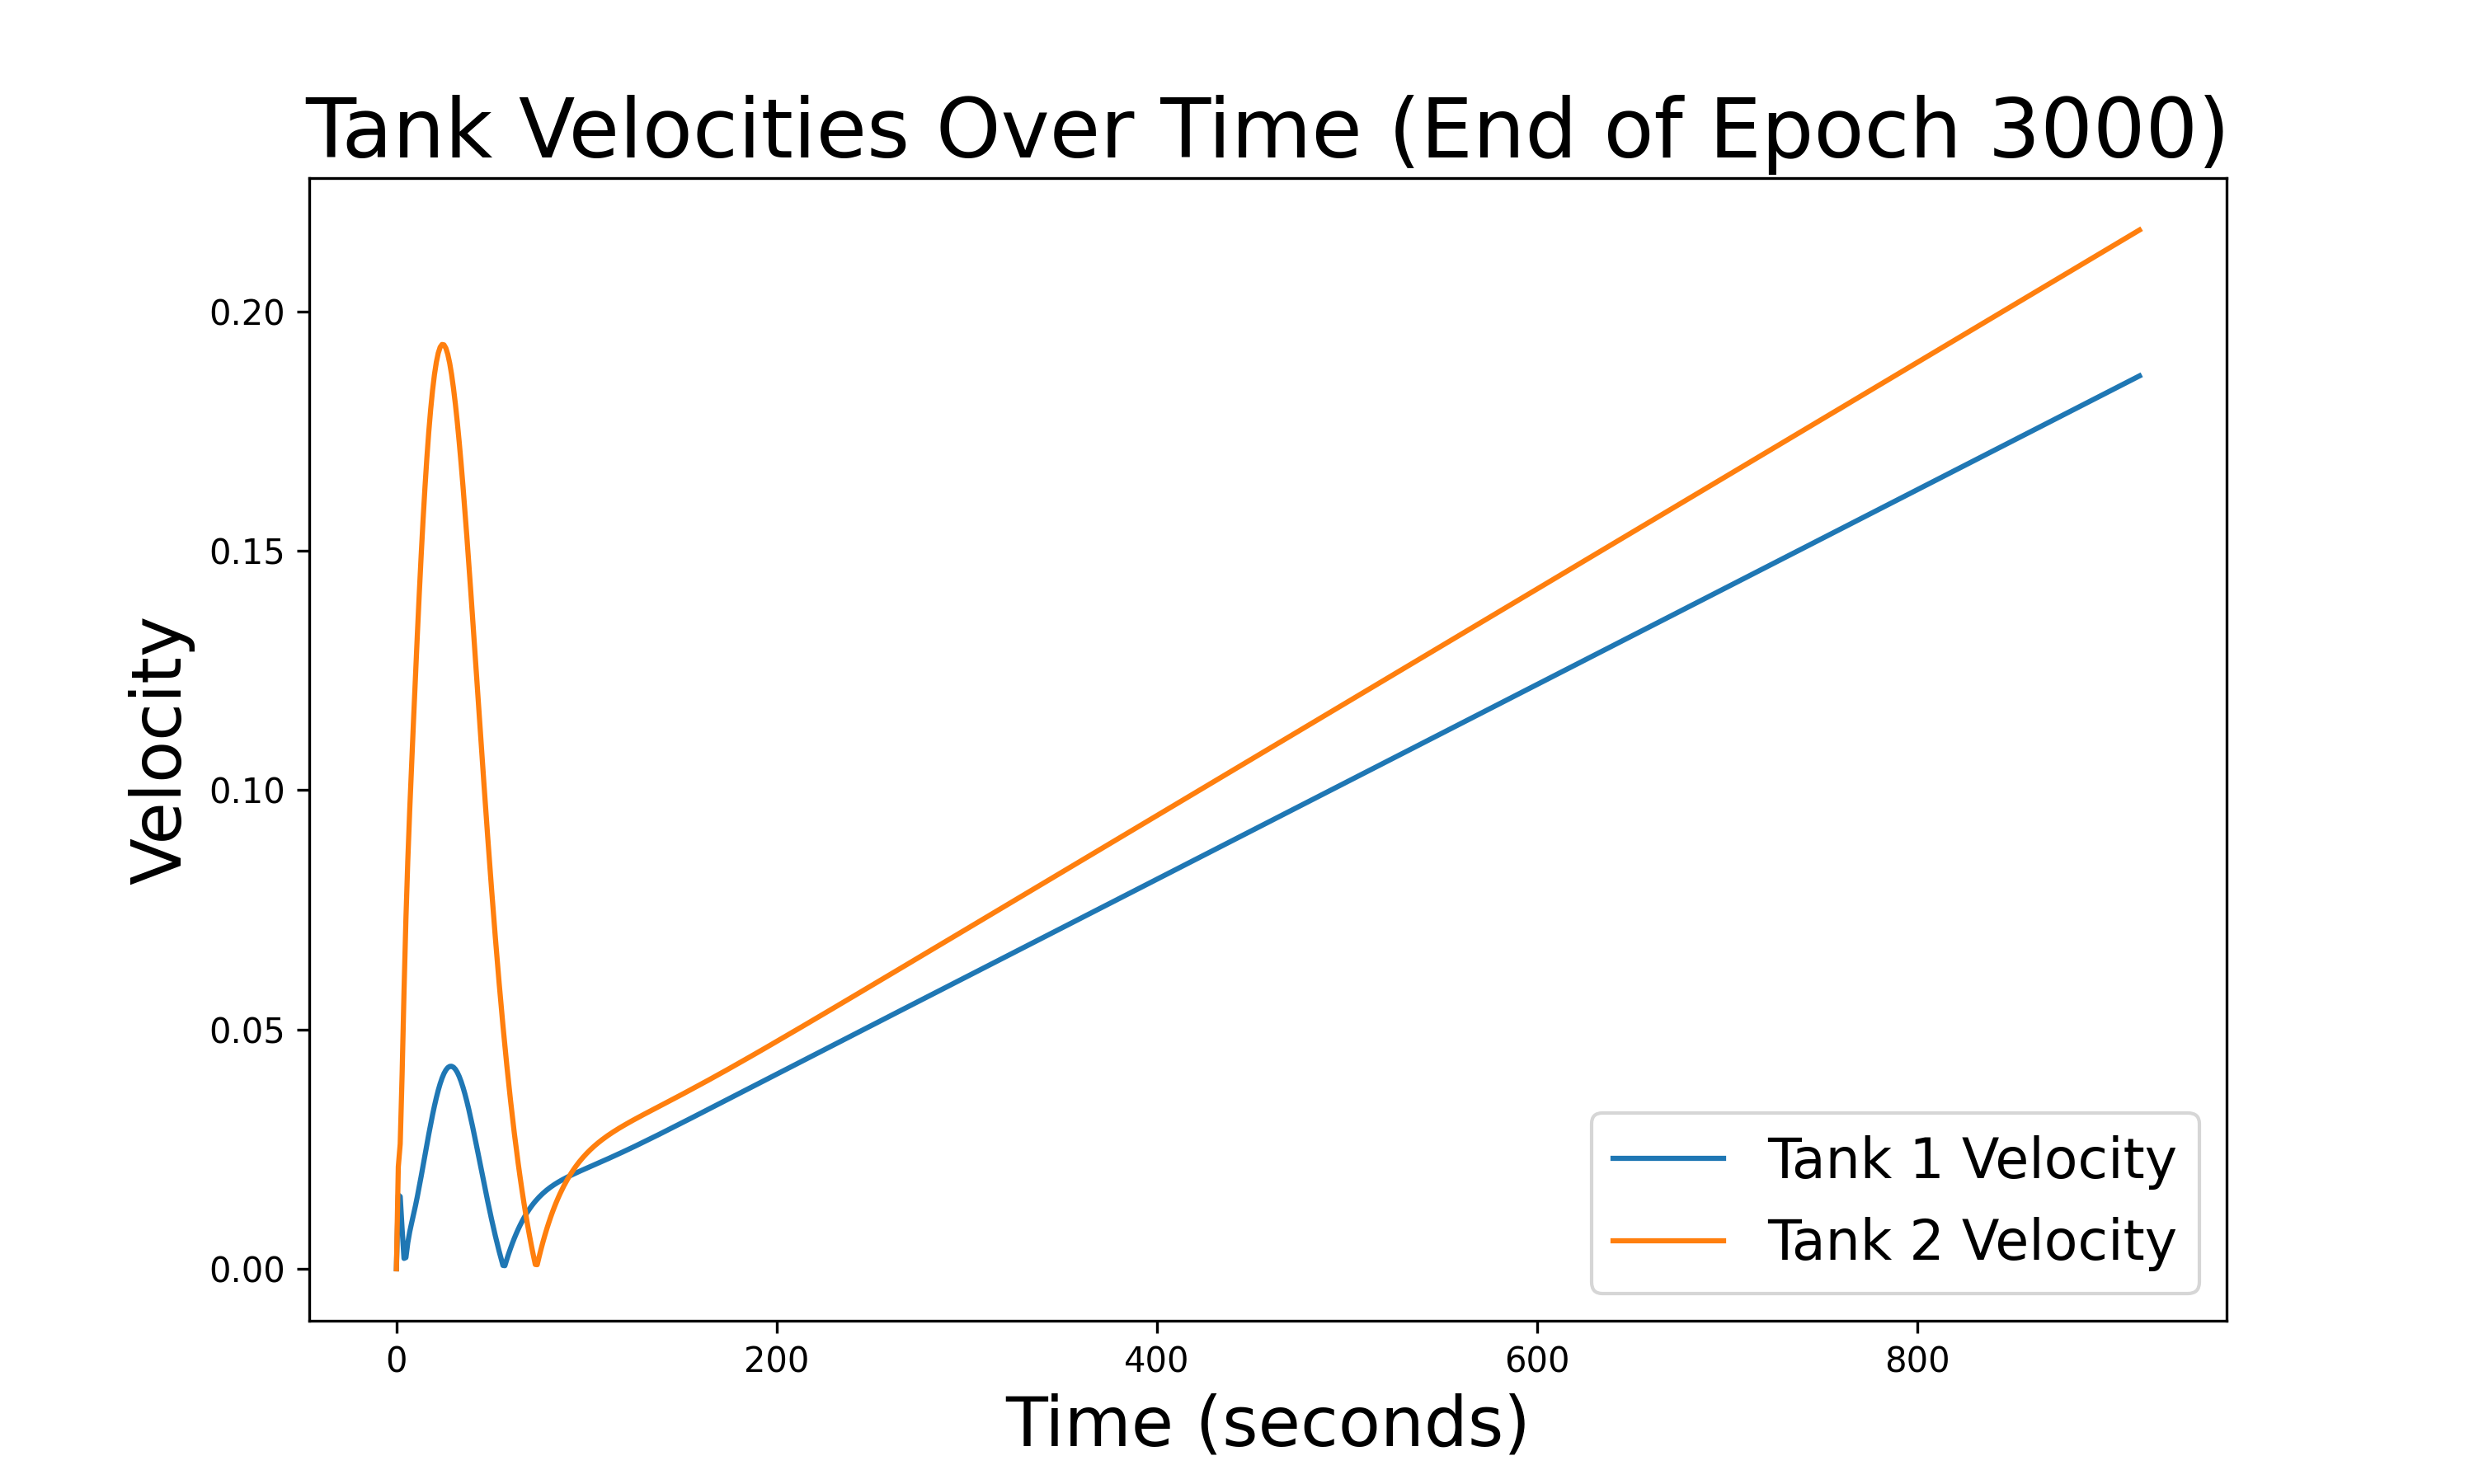 Tank Velocities Over Time (End of Epoch 3000)
Velocity
0.20
0.15
0.10
0.05
0.00
0 200 400 600 800
Time (seconds)
Tank 1 Velocity
Tank 2 Velocity